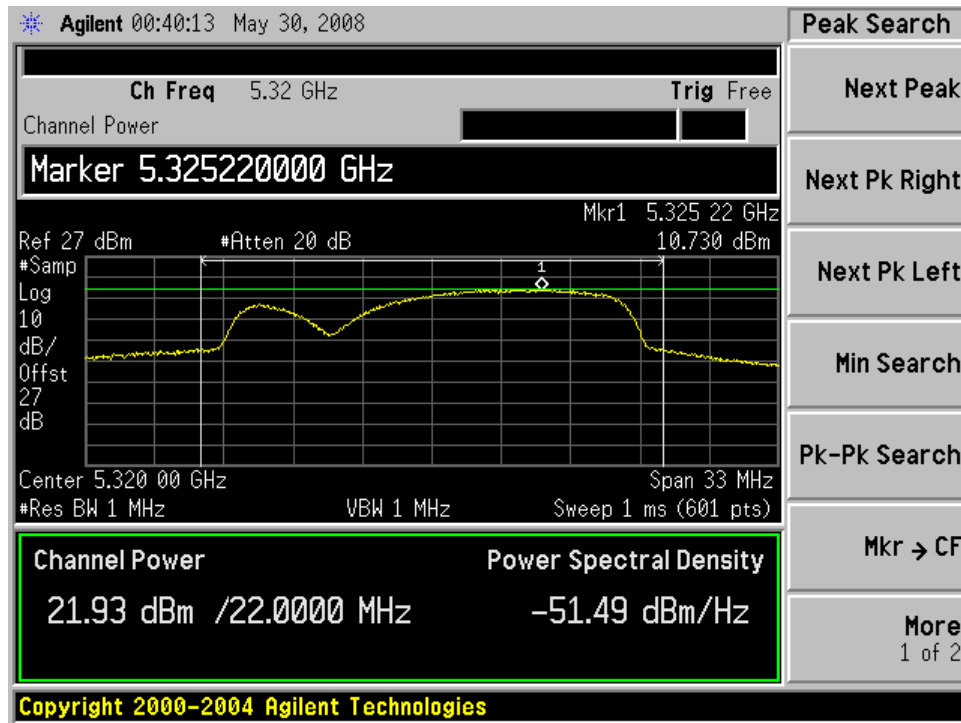 Agilent 00:40:13 May 30, 2008
Peak Search
Ch Freq 5.32 GHz
Trig Free
Channel Power
Marker 5.325220000 GHz
Mkr1 5.325 22 GHz
Ref 27 dBm #Atten 20 dB 10.730 dBm
#Samp
Log
10
dB/
Offst
27
dB
1
Center 5.320 00 GHz Span 33 MHz
#Res BW 1 MHz VBW 1 MHz Sweep 1 ms (601 pts)
Channel Power Power Spectral Density
21.93 dBm /22.0000 MHz -51.49 dBm/Hz
Copyright 2000-2004 Agilent Technologies
Next Peak
Next Pk Right
Next Pk Left
Min Search
Pk-Pk Search
Mkr → CF
More
1 of 2